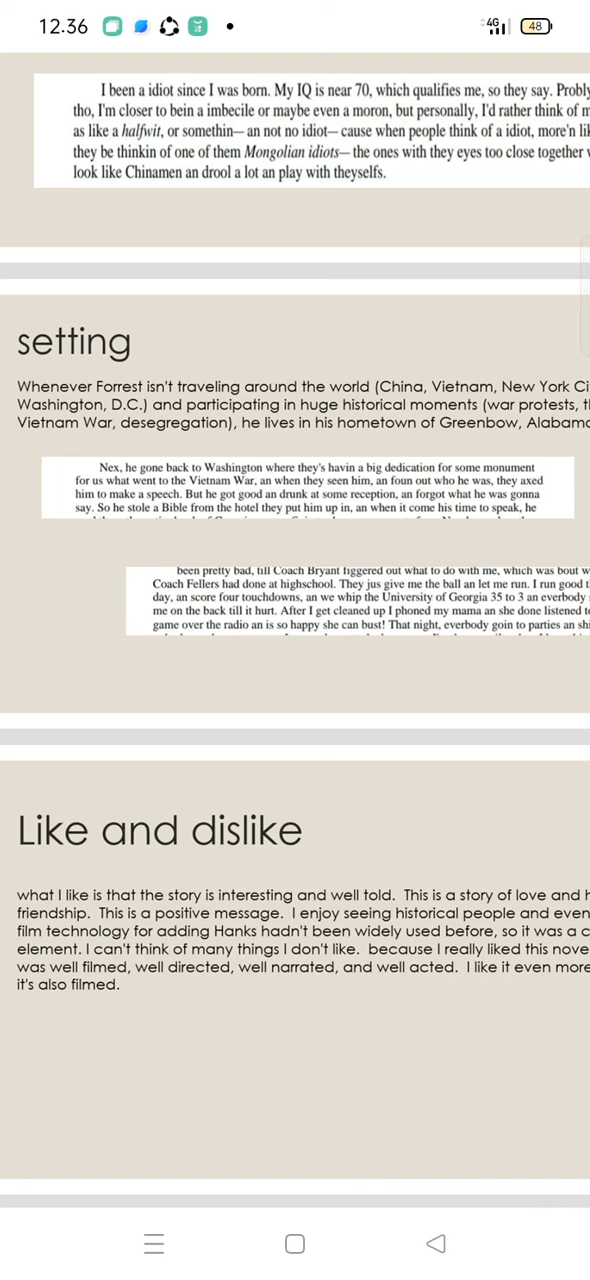 12.36
4G
48
I been a idiot since I was born. My IQ is near 70, which qualifies me, so they say. Probly
tho, I'm closer to bein a imbecile or maybe even a moron, but personally, I'd rather think of
as like a halfwit, or somethin— an not no idiot— cause when people think of a idiot, more'n
they be thinkin of one of them Mongolian idiots— the ones with they eyes too close together
look like Chinamen an drool a lot an play with theyselfs.
setting
Whenever Forrest isn't traveling around the world (China, Vietnam, New York
Washington, D.C.) and participating in huge historical moments (war protests,
Vietnam War, desegregation), he lives in his hometown of Greenbow,
Nex, he gone back to Washington where they's havin a big dedication for some monument
for us what went to the Vietnam War, an when they seen him, an foun out who he was, they axed
him to make a speech. But he got good an drunk at some reception, an forgot what he was gonna
say. So he stole a Bible from the hotel they put him up in, an when it come his time to speak, he
been pretty bad, till Coach Bryant figgered out what to do with me, which was bout
Coach Fellers had done at highschool. They jus give me the ball an let me run. I run good
day, an score four touchdowns, an we whip the University of Georgia 35 to 3 an everbody
me on the back till it hurt. After I get cleaned up I phoned my mama an she done listened
game over the radio an is so happy she can bust! That night, everbody goin to parties an
Like and dislike
what I like is that the story is interesting and well told. This is a story of love and
friendship. This is a positive message. I enjoy seeing historical people and
film technology for adding Hanks hadn't been widely used before, so it was a
element. I can't think of many things I don't like. because I really liked this
was well filmed, well directed, well narrated, and well acted. I like it even more
it's also filmed.